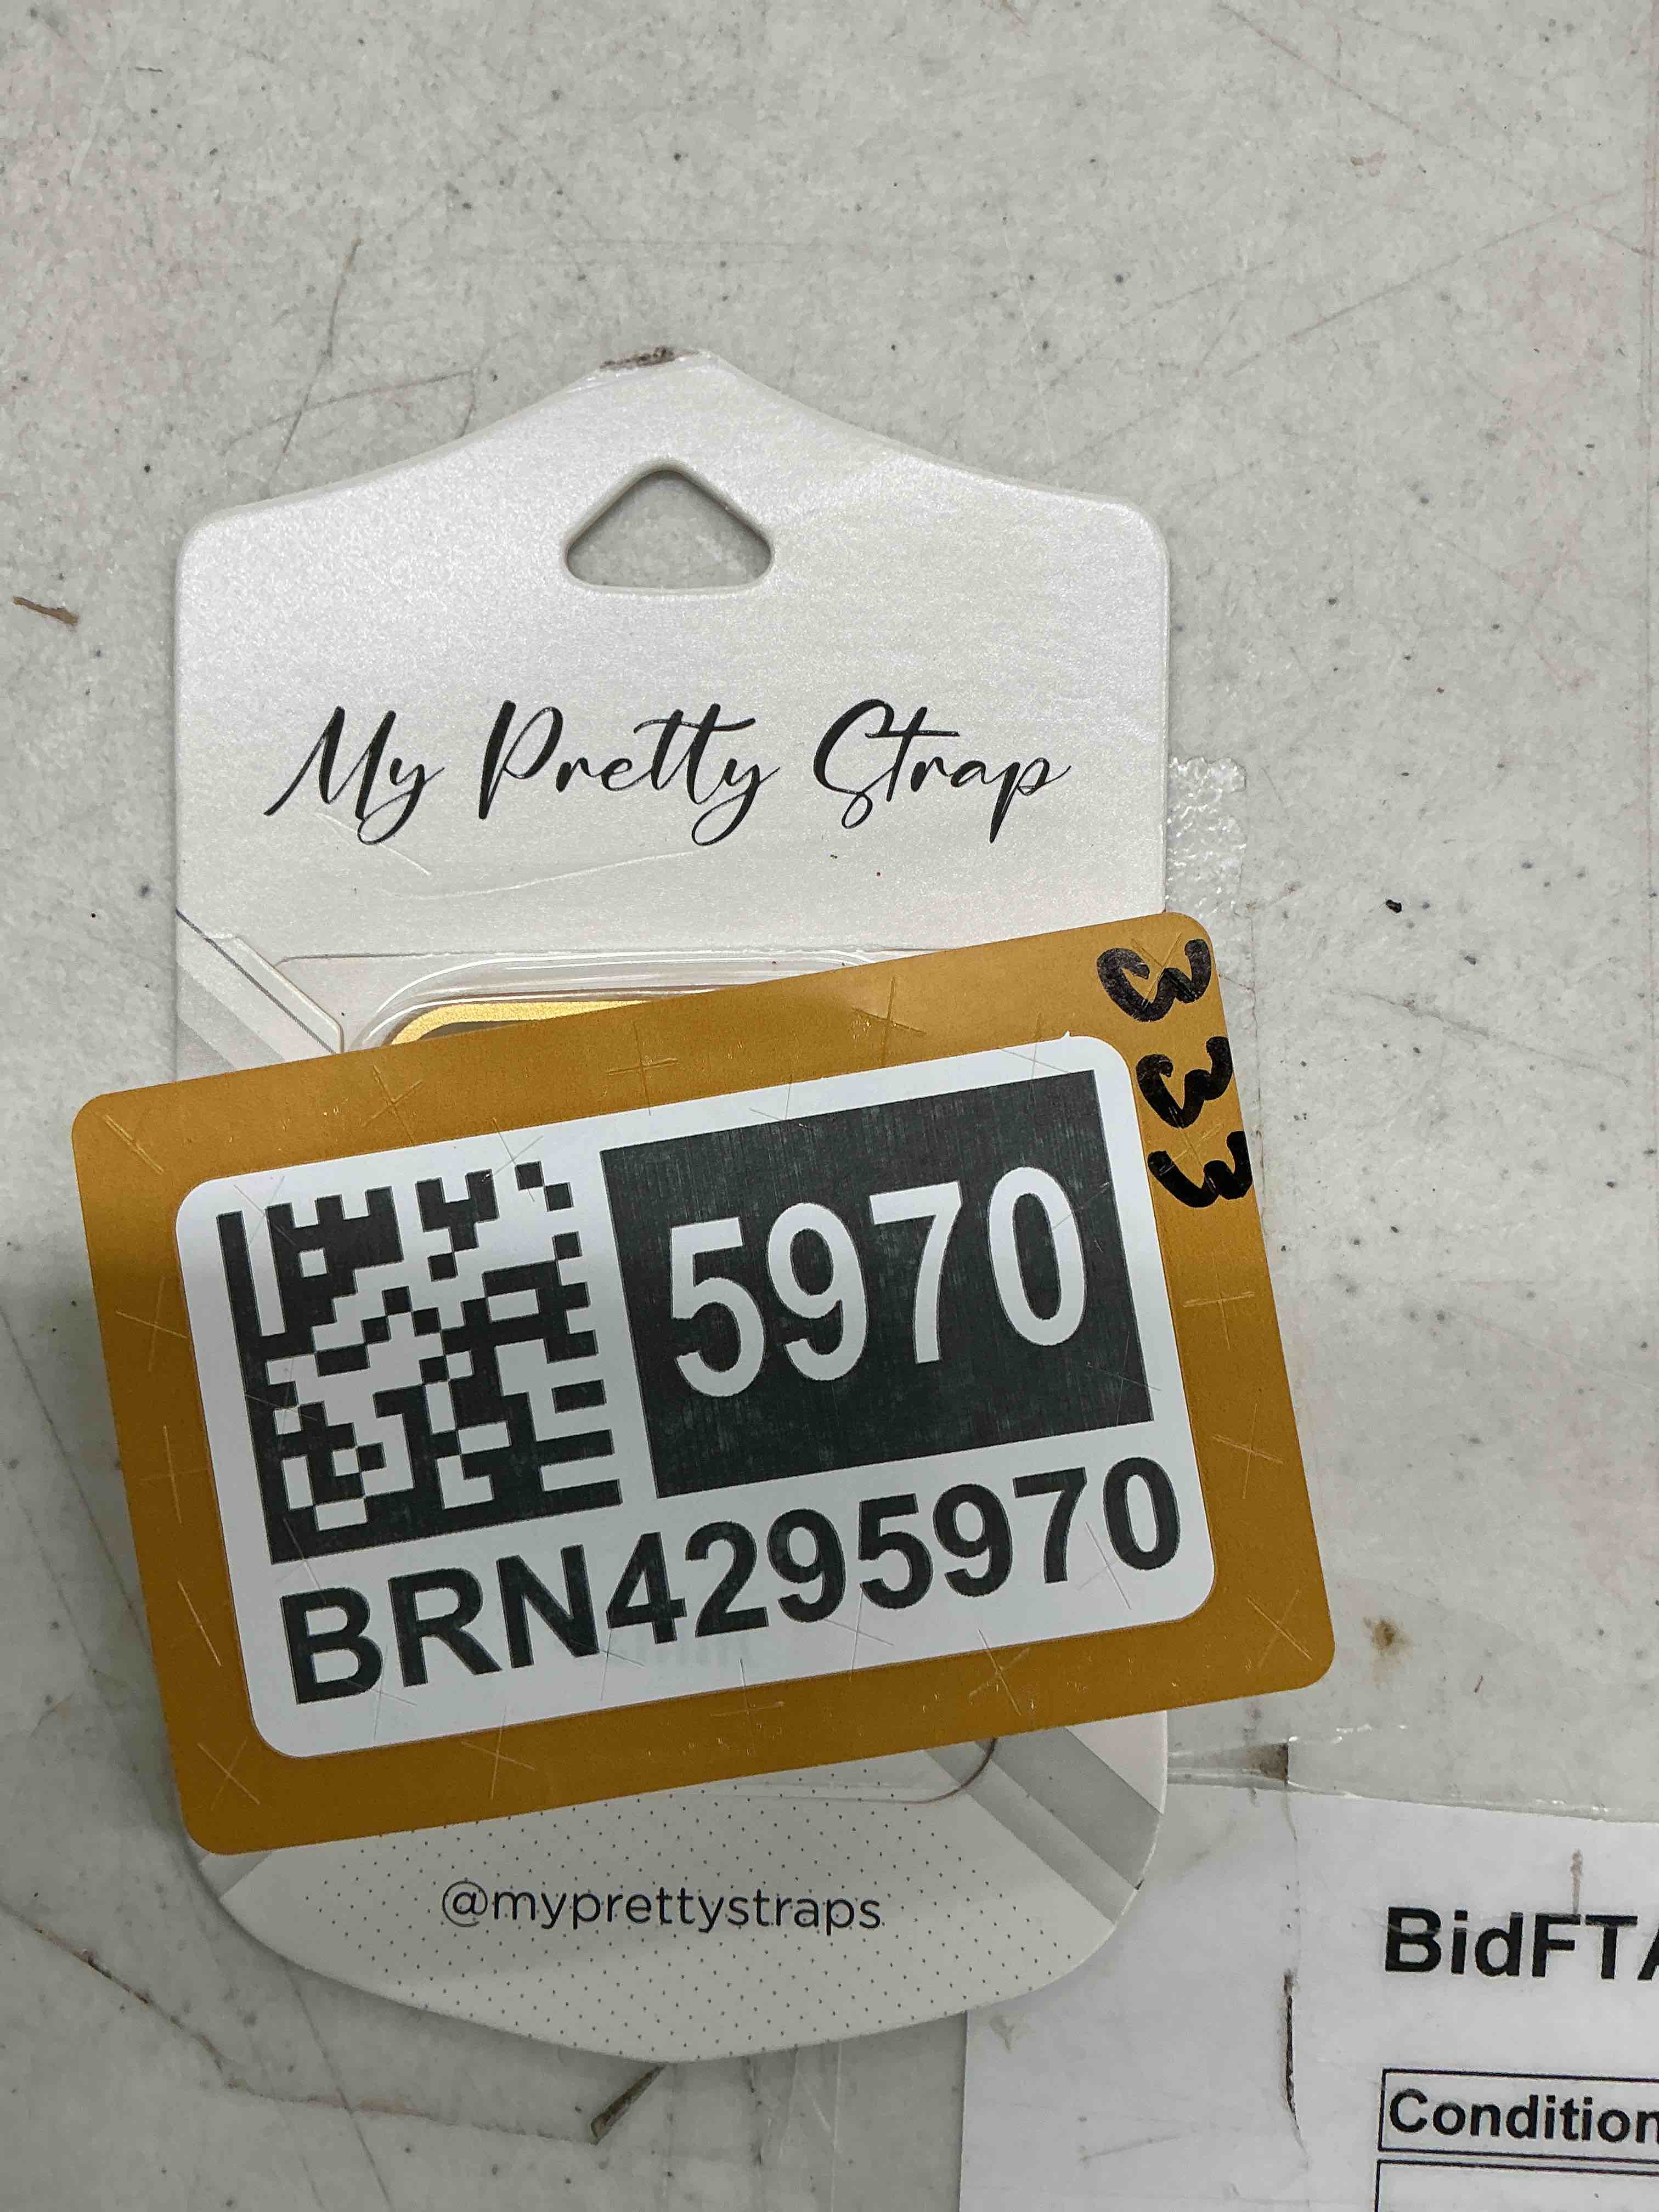 My Pretty Strap
5970
BRN4295970
@myprettystraps
BidFTA
Condition